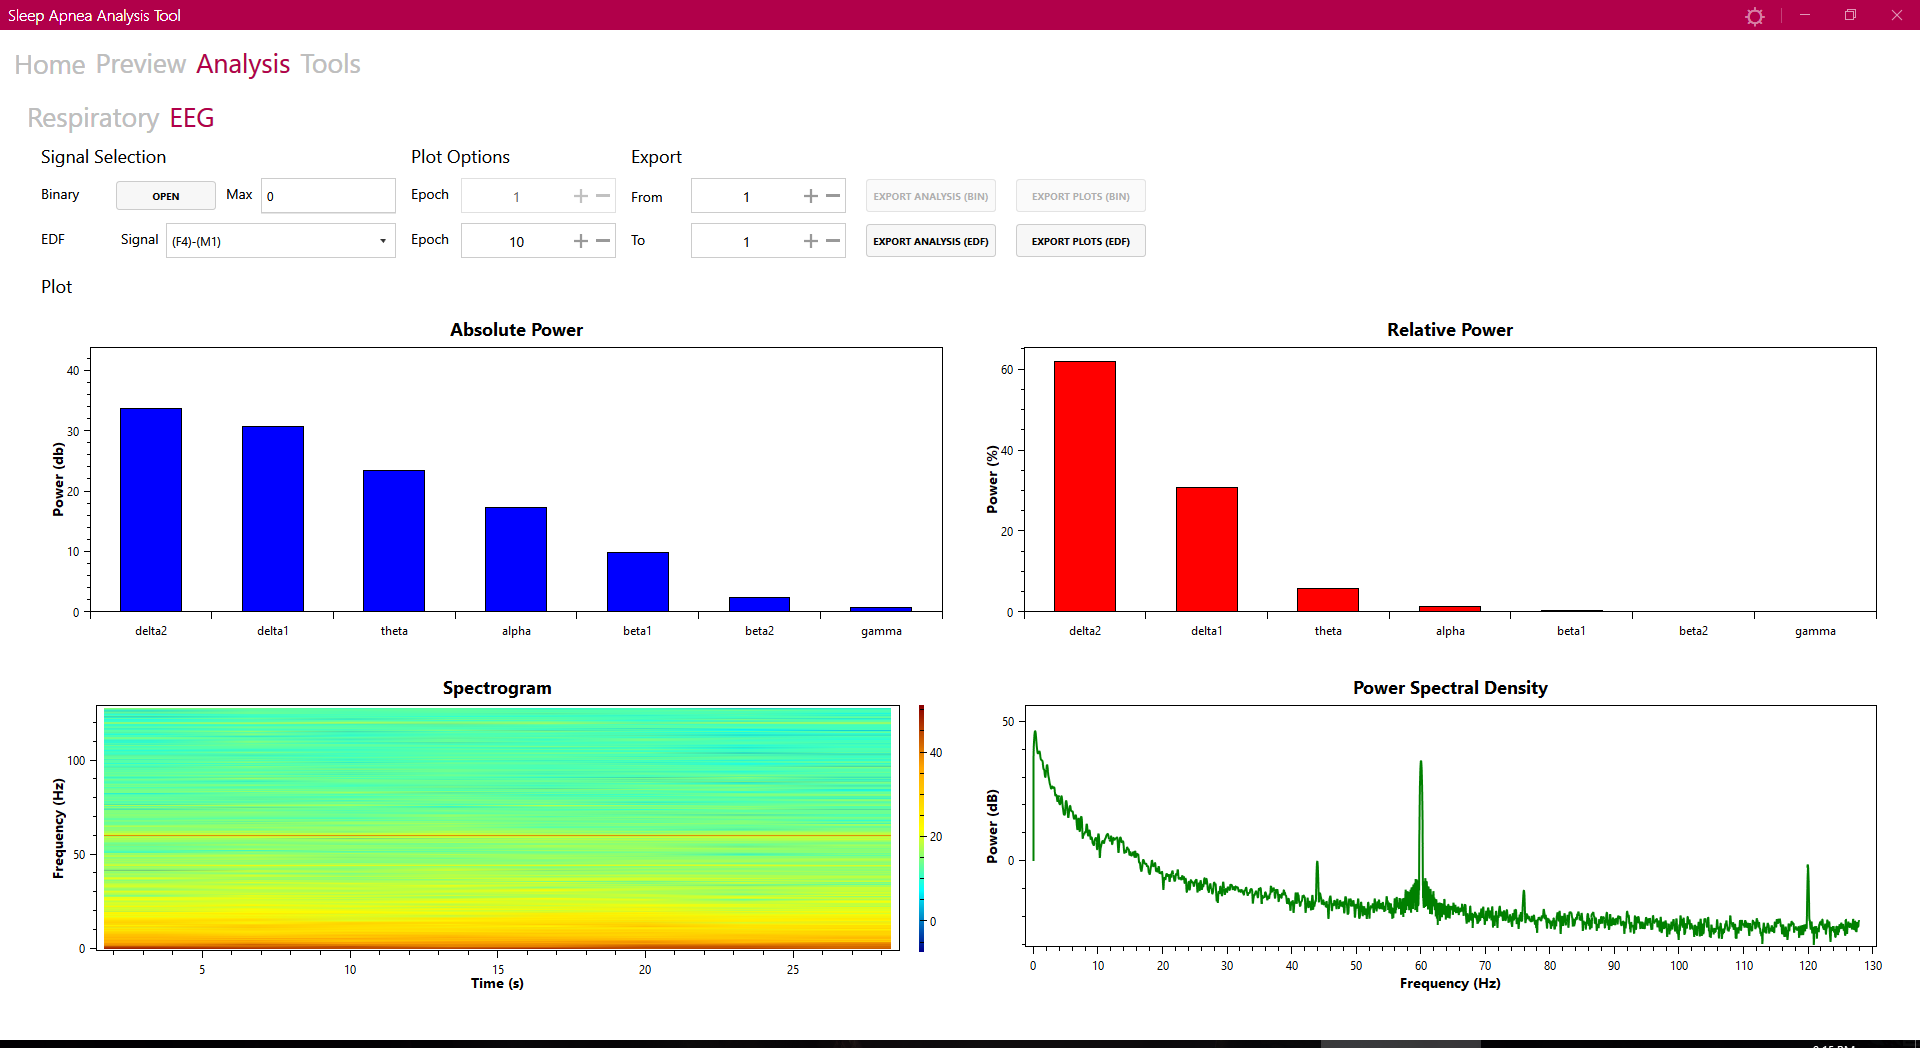 Sleep Apnea Analysis Tool
Home Preview Analysis Tools
Respiratory EEG
Signal Selection Plot Options Export
Binary OPEN Max 0 Epoch 1 + − From 1 + − EXPORT ANALYSIS (BIN) EXPORT PLOTS (BIN)
EDF Signal (F4)-(M1) Epoch 10 + − To 1 + − EXPORT ANALYSIS (EDF) EXPORT PLOTS (EDF)
Plot
Absolute Power
Power (db)
40
30
20
10
0
delta2 delta1 theta alpha beta1 beta2 gamma
Relative Power
Power (%)
60
40
20
0
delta2 delta1 theta alpha beta1 beta2 gamma
Spectrogram
Frequency (Hz)
100
50
0
5 10 15 20 25
Time (s)
40
20
0
Power Spectral Density
Power (dB)
50
0
0 10 20 30 40 50 60 70 80 90 100 110 120 130
Frequency (Hz)